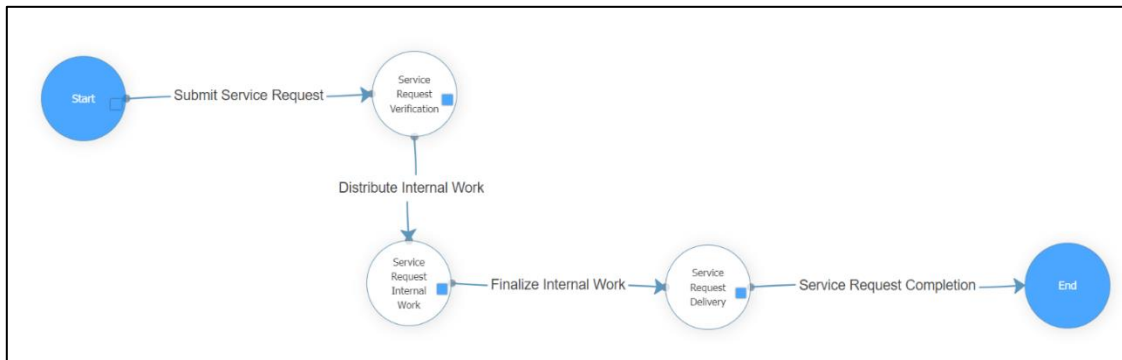 Start
Submit Service Request
Service
Request
Verification
Distribute Internal Work
Service
Request
Internal
Work
Finalize Internal Work
Service
Request
Delivery
Service Request Completion
End